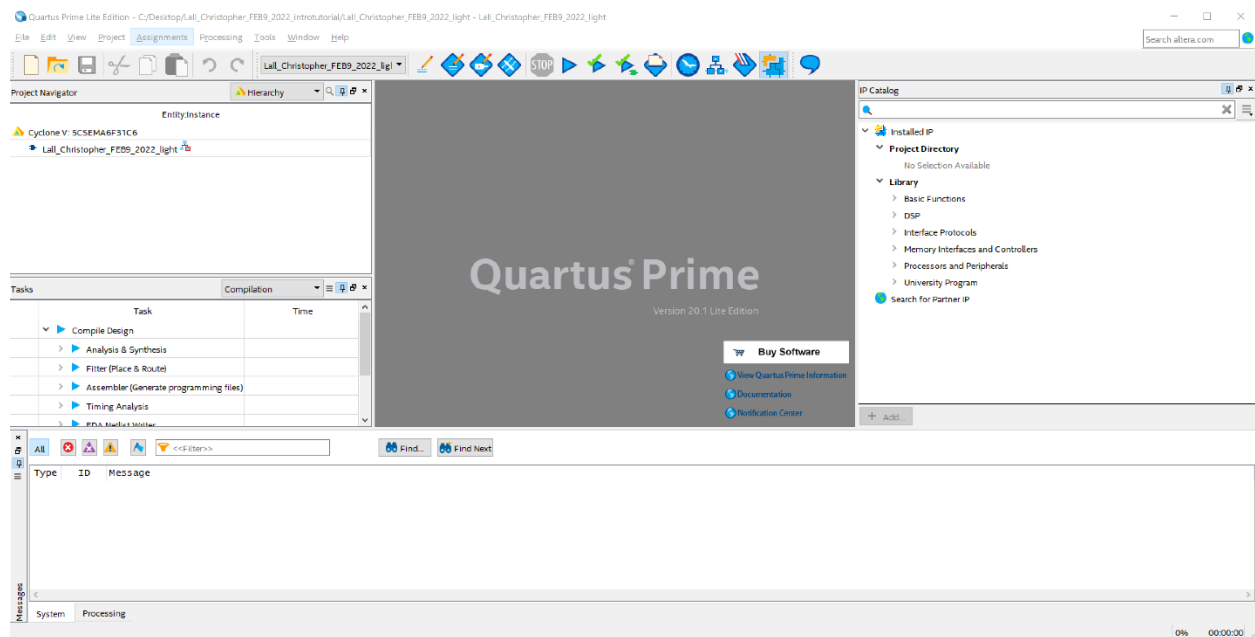 Quartus Prime Lite Edition - C:/Desktop/Lall_Christopher_FEB9_2022_introtutorial/Lall_Christopher_FEB9_2022_light - Lall_Christopher_FEB9_2022_light
File Edit View Project Assignments Processing Tools Window Help
Search altera.com
Lall_Christopher_FEB9_2022_ligl
STOP
Project Navigator
Hierarchy
Entity:Instance
Cyclone V: 5CSEMA6F31C6
Lall_Christopher_FEB9_2022_light
Tasks
Compilation
Task Time
Compile Design
Analysis & Synthesis
Fitter (Place & Route)
Assembler (Generate programming files)
Timing Analysis
EDA Netlist Writer
Quartus Prime
Version 20.1 Lite Edition
Buy Software
View Quartus Prime Information
Documentation
Notification Center
IP Catalog
Installed IP
Project Directory
No Selection Available
Library
Basic Functions
DSP
Interface Protocols
Memory Interfaces and Controllers
Processors and Peripherals
University Program
Search for Partner IP
+ Add...
All
<<Filter>>
Find...
Find Next
Type ID Message
Messages
System Processing
0% 00:00:00